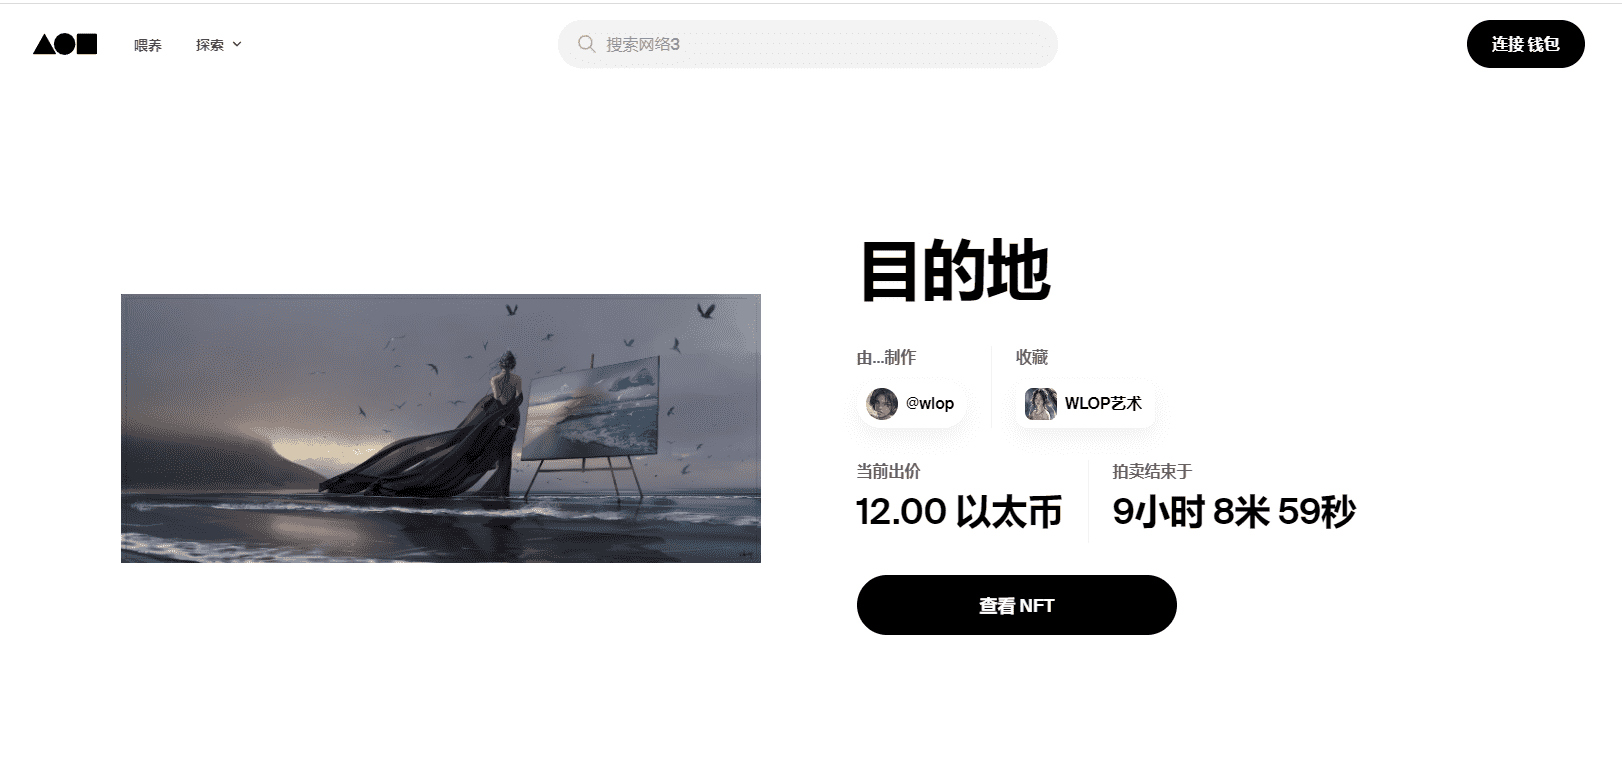 喂养 探索 搜索网络3 连接 钱包
目的地
由...制作 收藏
@wlop WLOP艺术
当前出价 拍卖结束于
12.00 以太币 9小时 8米 59秒
查看 NFT